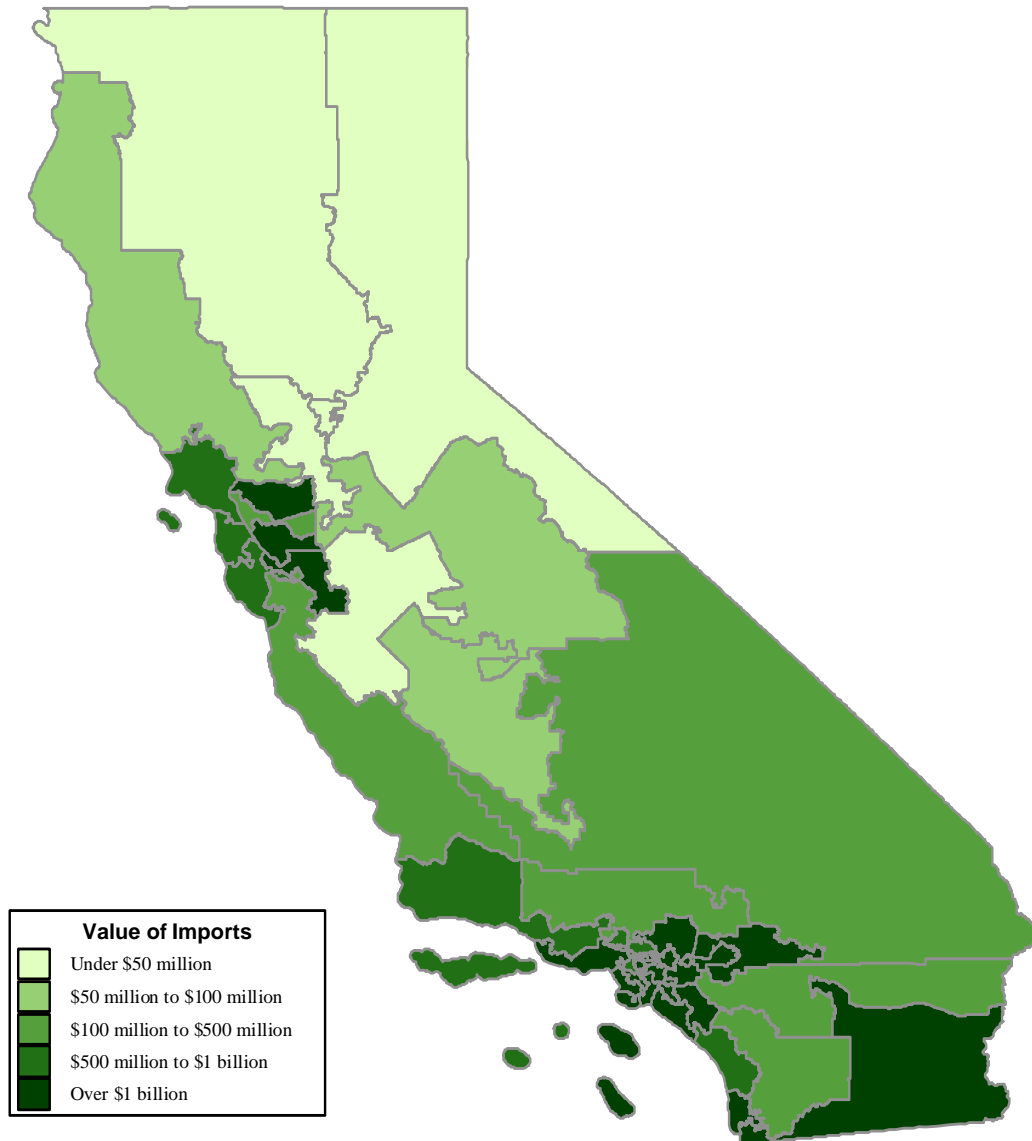 Value of Imports
Under $50 million
$50 million to $100 million
$100 million to $500 million
$500 million to $1 billion
Over $1 billion